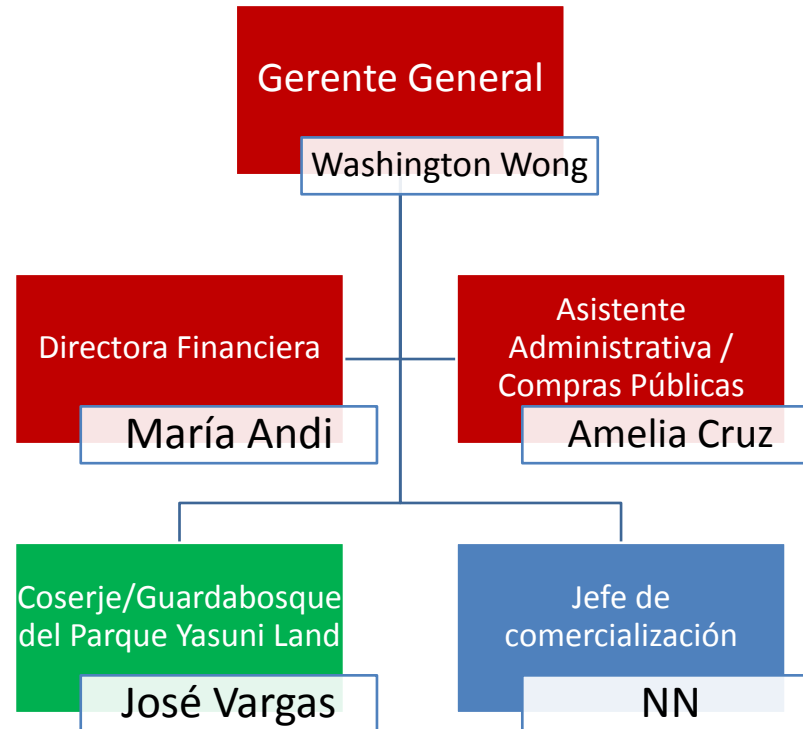 Gerente General
Washington Wong
Directora Financiera
María Andi
Asistente
Administrativa /
Compras Públicas
Amelia Cruz
Coserje/Guardabosque
del Parque Yasuni Land
José Vargas
Jefe de
comercialización
NN